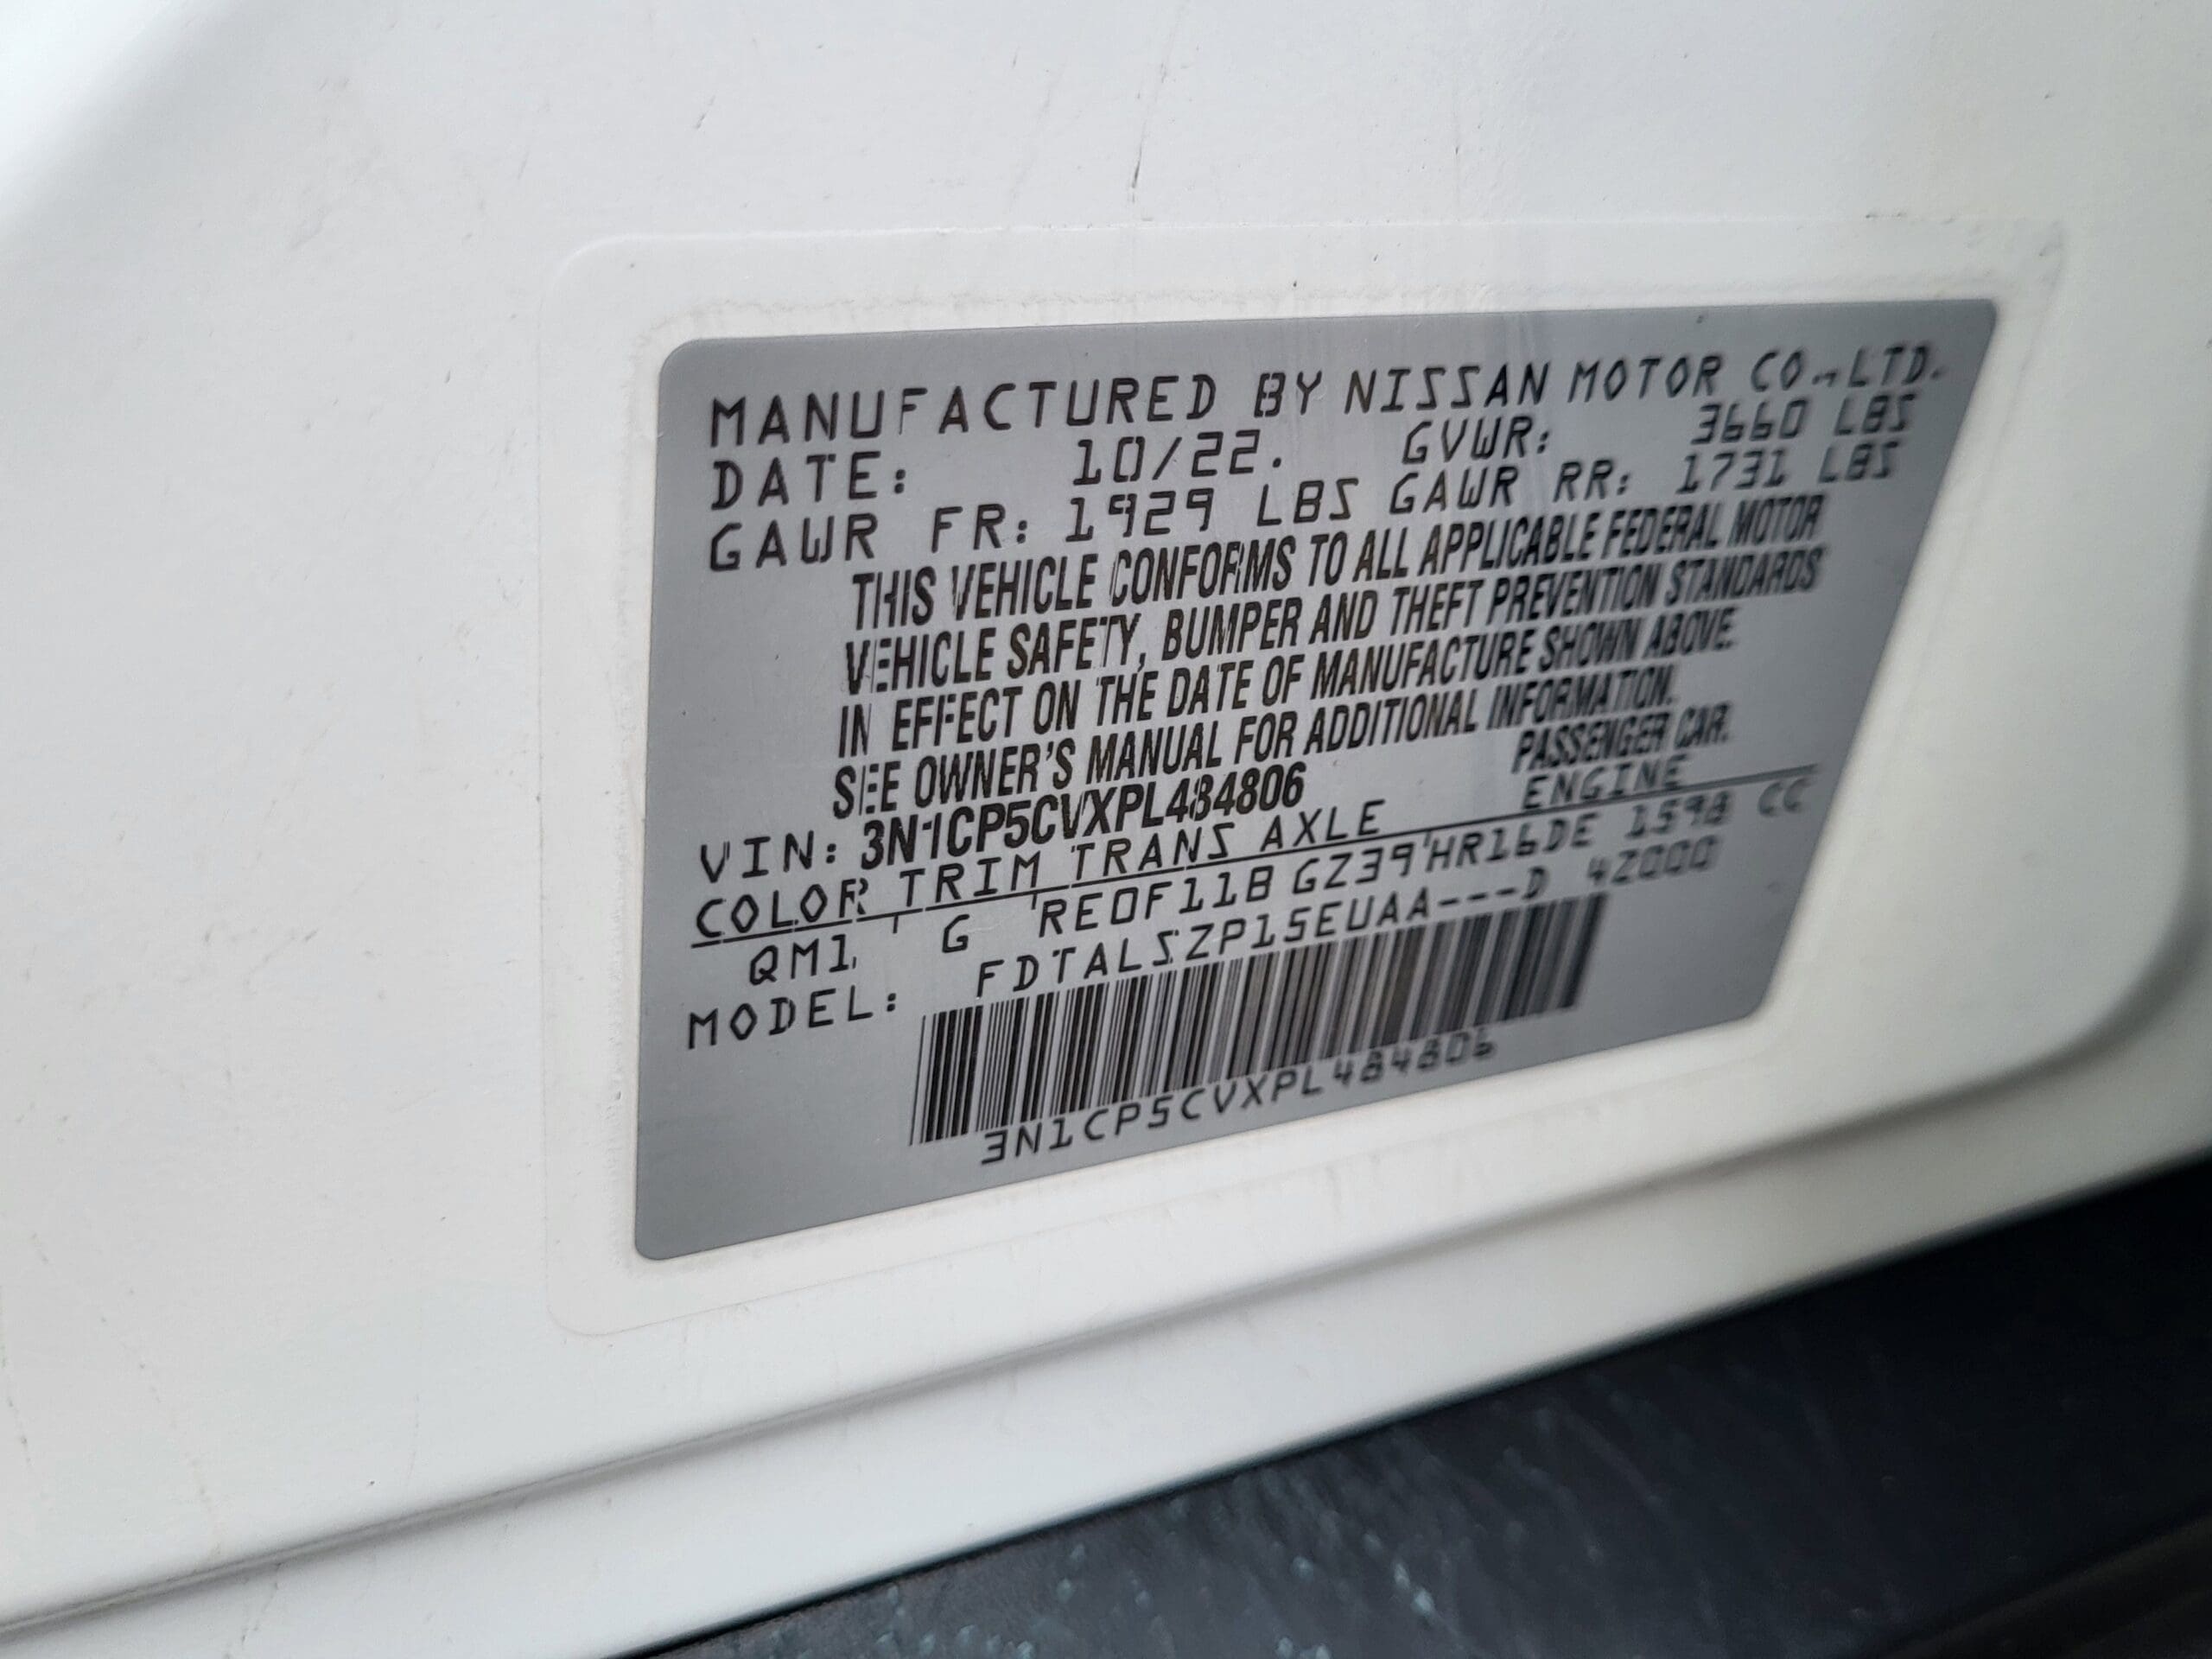 MANUFACTURED BY NISSAN MOTOR CO.,LTD.
DATE: 10/22. GVWR: 3660 LBS
GAWR FR: 1929 LBS GAWR RR: 1731 LBS
THIS VEHICLE CONFORMS TO ALL APPLICABLE FEDERAL MOTOR
VEHICLE SAFETY, BUMPER AND THEFT PREVENTION STANDARDS
IN EFFECT ON THE DATE OF MANUFACTURE SHOWN ABOVE.
SEE OWNER'S MANUAL FOR ADDITIONAL INFORMATION.
VIN: 3N1CP5CVXPL484806 PASSENGER CAR.
COLOR TRIM TRANS AXLE ENGINE
QM1 G RE0F11B GZ39 HR16DE 1598 CC
MODEL: FDTALSZP15EUAA---D 42000
3N1CP5CVXPL484806